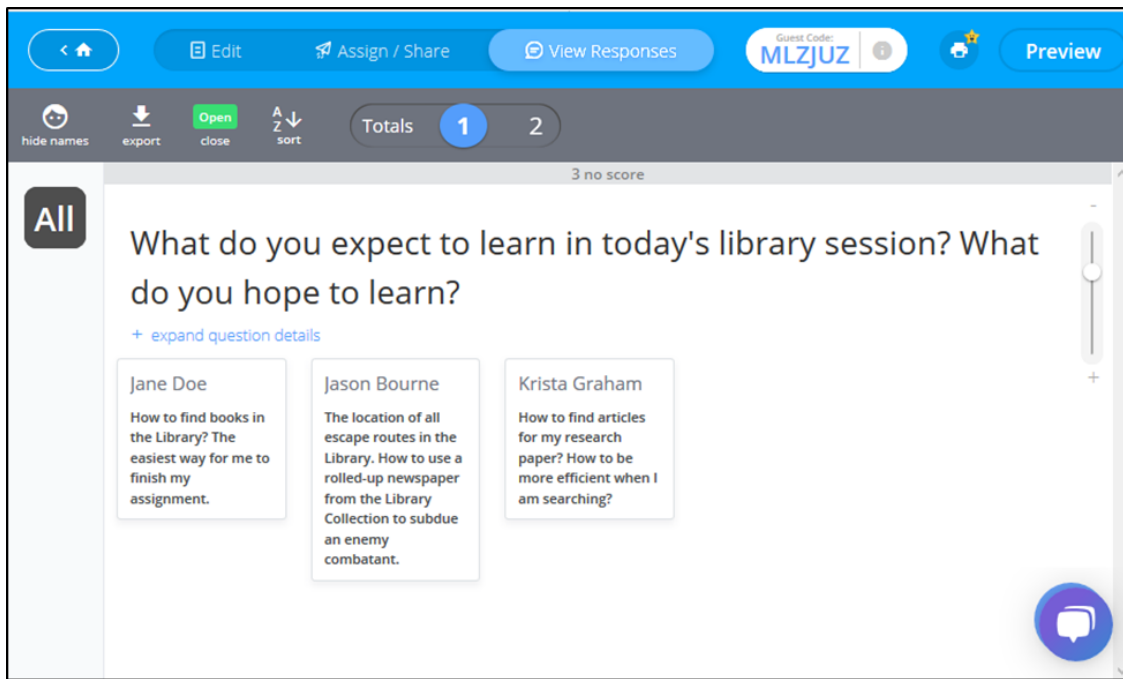 <
Edit
Assign / Share
View Responses
Guest Code:
MLZJUZ
Preview
hide names
export
Open
close
A
Z
sort
Totals
1
2
3 no score
All
What do you expect to learn in today's library session? What
do you hope to learn?
+ expand question details
Jane Doe
How to find books in
the Library? The
easiest way for me to
finish my
assignment.
Jason Bourne
The location of all
escape routes in the
Library. How to use a
rolled-up newspaper
from the Library
Collection to subdue
an enemy
combatant.
Krista Graham
How to find articles
for my research
paper? How to be
more efficient when I
am searching?
-
+